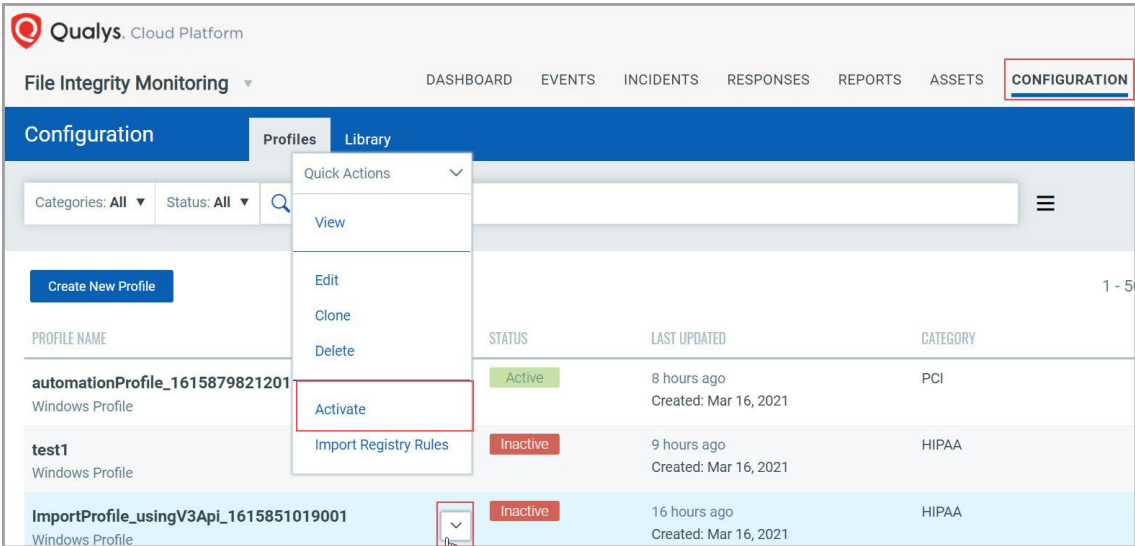 Qualys. Cloud Platform
File Integrity Monitoring
DASHBOARD EVENTS INCIDENTS RESPONSES REPORTS ASSETS CONFIGURATION
Configuration Profiles Library
Quick Actions
Categories: All Status: All
View
Edit
Create New Profile
1 - 50
Clone
PROFILE NAME STATUS LAST UPDATED CATEGORY
Delete
automationProfile_1615879821201 Active 8 hours ago PCI
Windows Profile Created: Mar 16, 2021
Activate
Import Registry Rules
test1 Inactive 9 hours ago HIPAA
Windows Profile Created: Mar 16, 2021
ImportProfile_usingV3Api_1615851019001 Inactive 16 hours ago HIPAA
Windows Profile Created: Mar 16, 2021